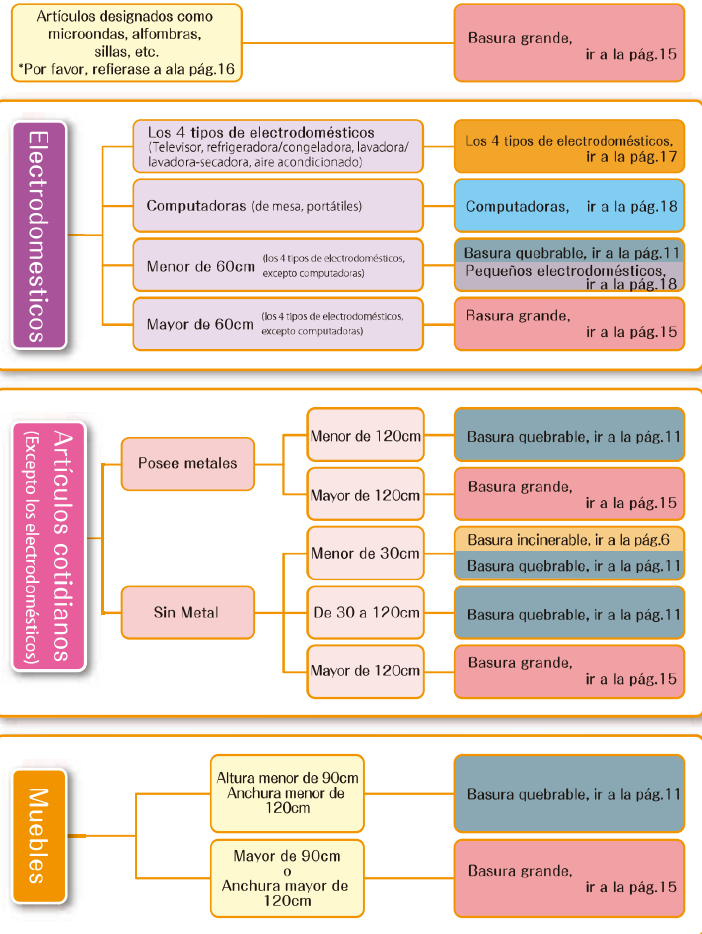 Artículos designados como
microondas, alfombras,
sillas, etc.
*Por favor, refierase a ala pág.16
Basura grande,
ir a la pág.15
Electrodomesticos
Los 4 tipos de electrodomésticos
(Televisor, refrigeradora/congeladora, lavadora/
lavadora-secadora, aire acondicionado)
Los 4 tipos de electrodomésticos,
ir a la pág.17
Computadoras (de mesa, portátiles)
Computadoras, ir a la pág.18
Menor de 60cm (los 4 tipos de electrodomésticos,
excepto computadoras)
Basura quebrable, ir a la pág.11
Pequeños electrodomésticos,
ir a la pág.18
Mayor de 60cm (los 4 tipos de electrodomésticos,
excepto computadoras)
Basura grande,
ir a la pág.15
Artículos cotidianos
(Excepto los electrodomésticos)
Posee metales
Menor de 120cm
Basura quebrable, ir a la pág.11
Mayor de 120cm
Basura grande,
ir a la pág.15
Sin Metal
Menor de 30cm
Basura incinerable, ir a la pág.6
Basura quebrable, ir a la pág.11
De 30 a 120cm
Basura quebrable, ir a la pág.11
Mayor de 120cm
Basura grande,
ir a la pág.15
Muebles
Altura menor de 90cm
Anchura menor de
120cm
Basura quebrable, ir a la pág.11
Mayor de 90cm
o
Anchura mayor de
120cm
Basura grande,
ir a la pág.15